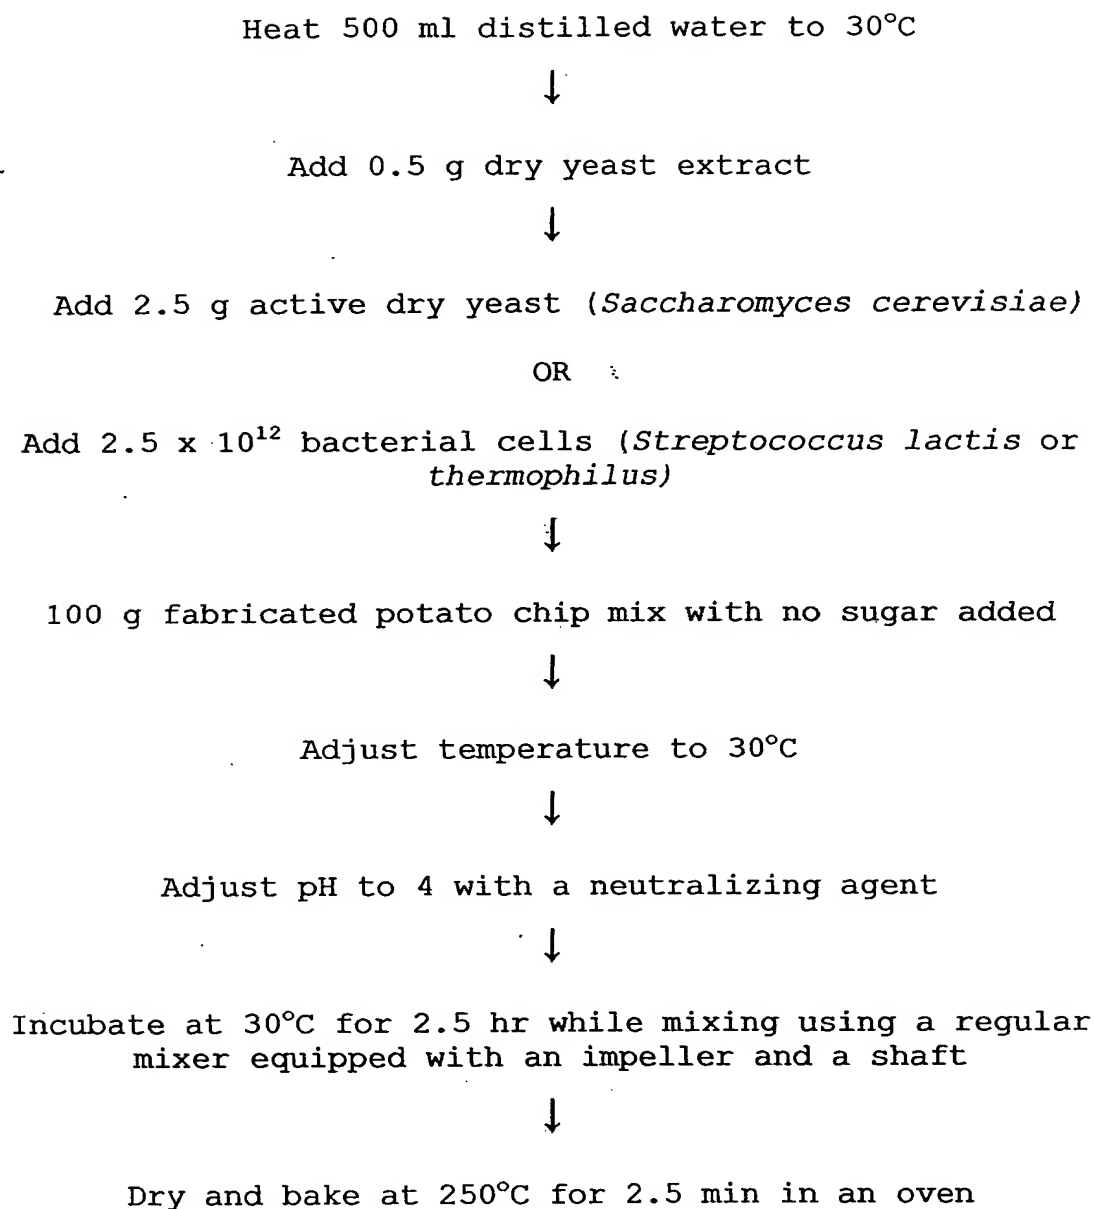 Heat 500 ml distilled water to 30°C
↓
Add 0.5 g dry yeast extract
↓
Add 2.5 g active dry yeast (Saccharomyces cerevisiae)
OR
Add 2.5 x 10¹² bacterial cells (Streptococcus lactis or
thermophilus)
↓
100 g fabricated potato chip mix with no sugar added
↓
Adjust temperature to 30°C
↓
Adjust pH to 4 with a neutralizing agent
↓
Incubate at 30°C for 2.5 hr while mixing using a regular
mixer equipped with an impeller and a shaft
↓
Dry and bake at 250°C for 2.5 min in an oven